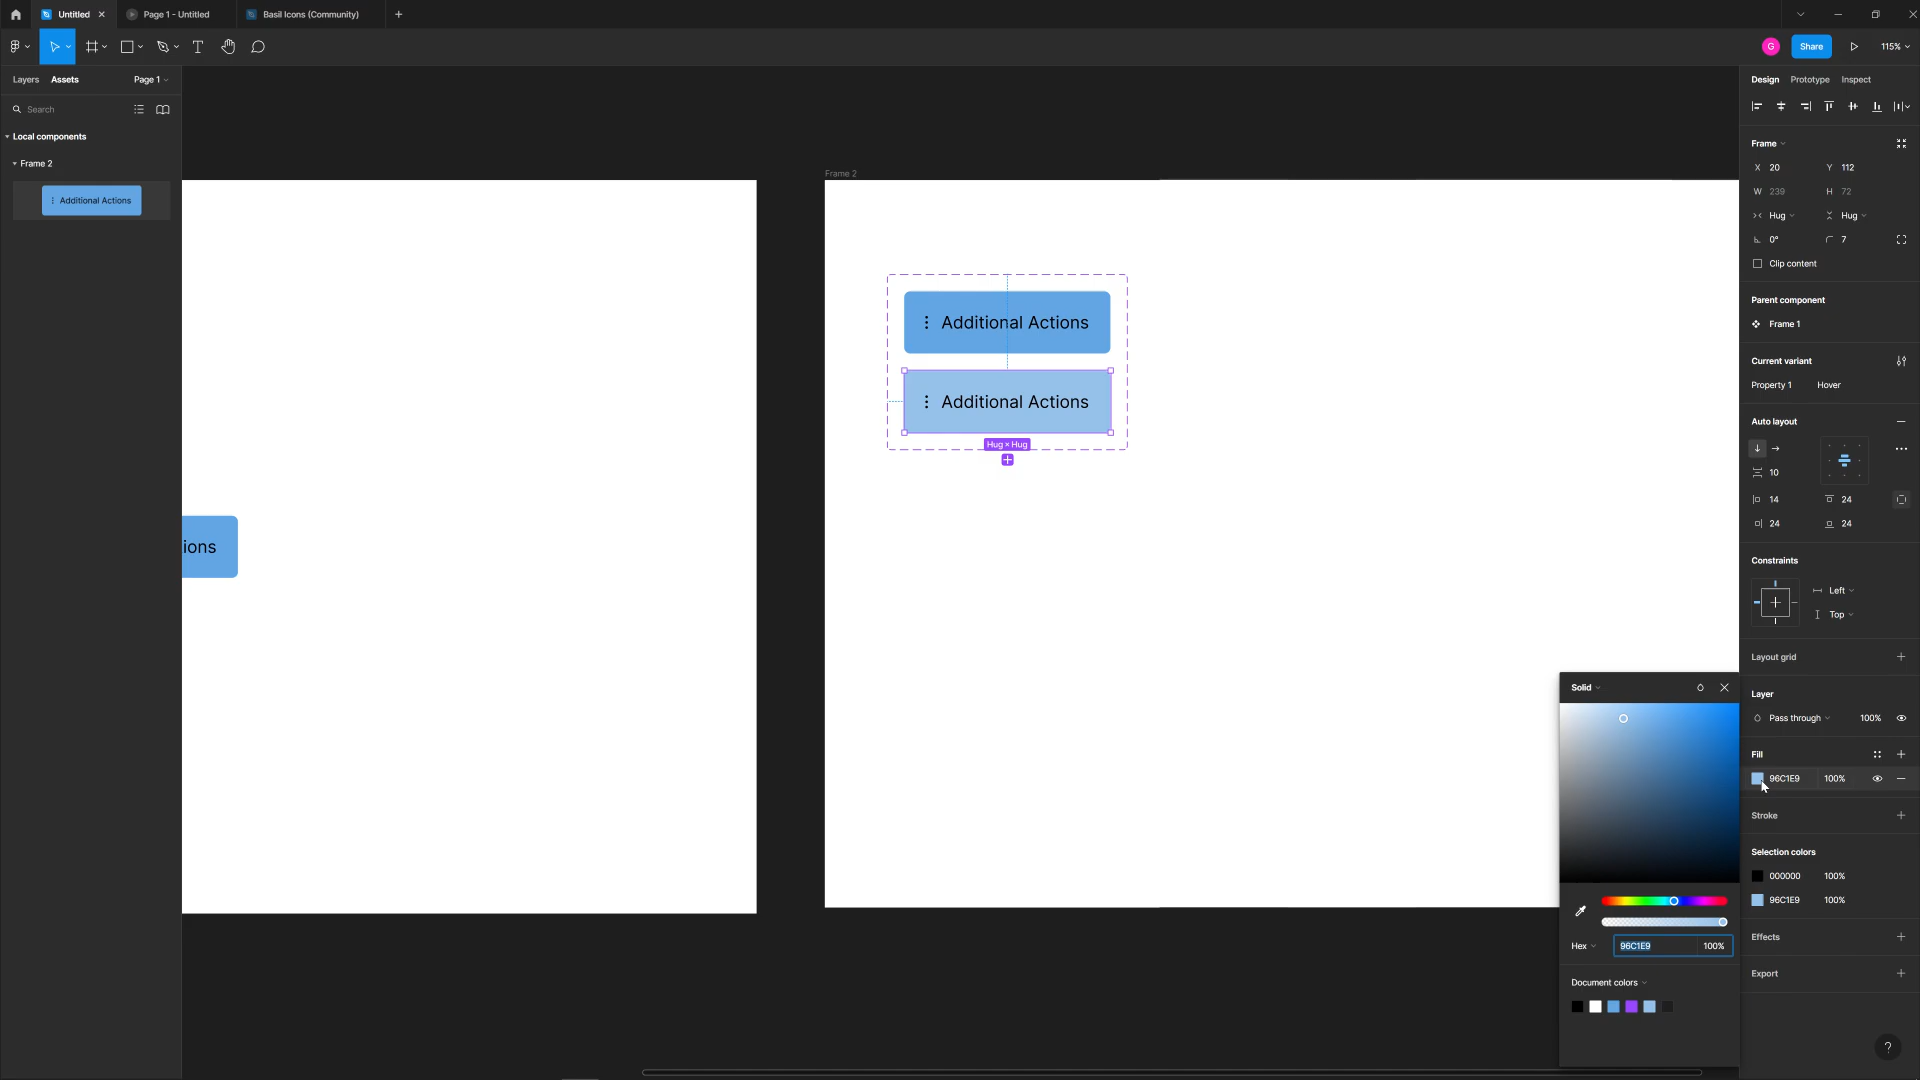 Untitled
Page 1 - Untitled
Basil Icons (Community)
G
Share
115%
Layers
Assets
Page 1
Design
Prototype
Inspect
Search
Local components
Frame 2
Additional Actions
Frame 2
Additional Actions
Additional Actions
Hug × Hug
ions
Frame
X 20
Y 112
W 239
H 72
Hug
Hug
0°
7
Clip content
Parent component
Frame 1
Current variant
Property 1
Hover
Auto layout
10
14
24
24
24
Constraints
Left
Top
Layout grid
Layer
Pass through
100%
Fill
96C1E9
100%
Stroke
Selection colors
000000
100%
96C1E9
100%
Effects
Export
Solid
Hex
96C1E9
100%
Document colors
?